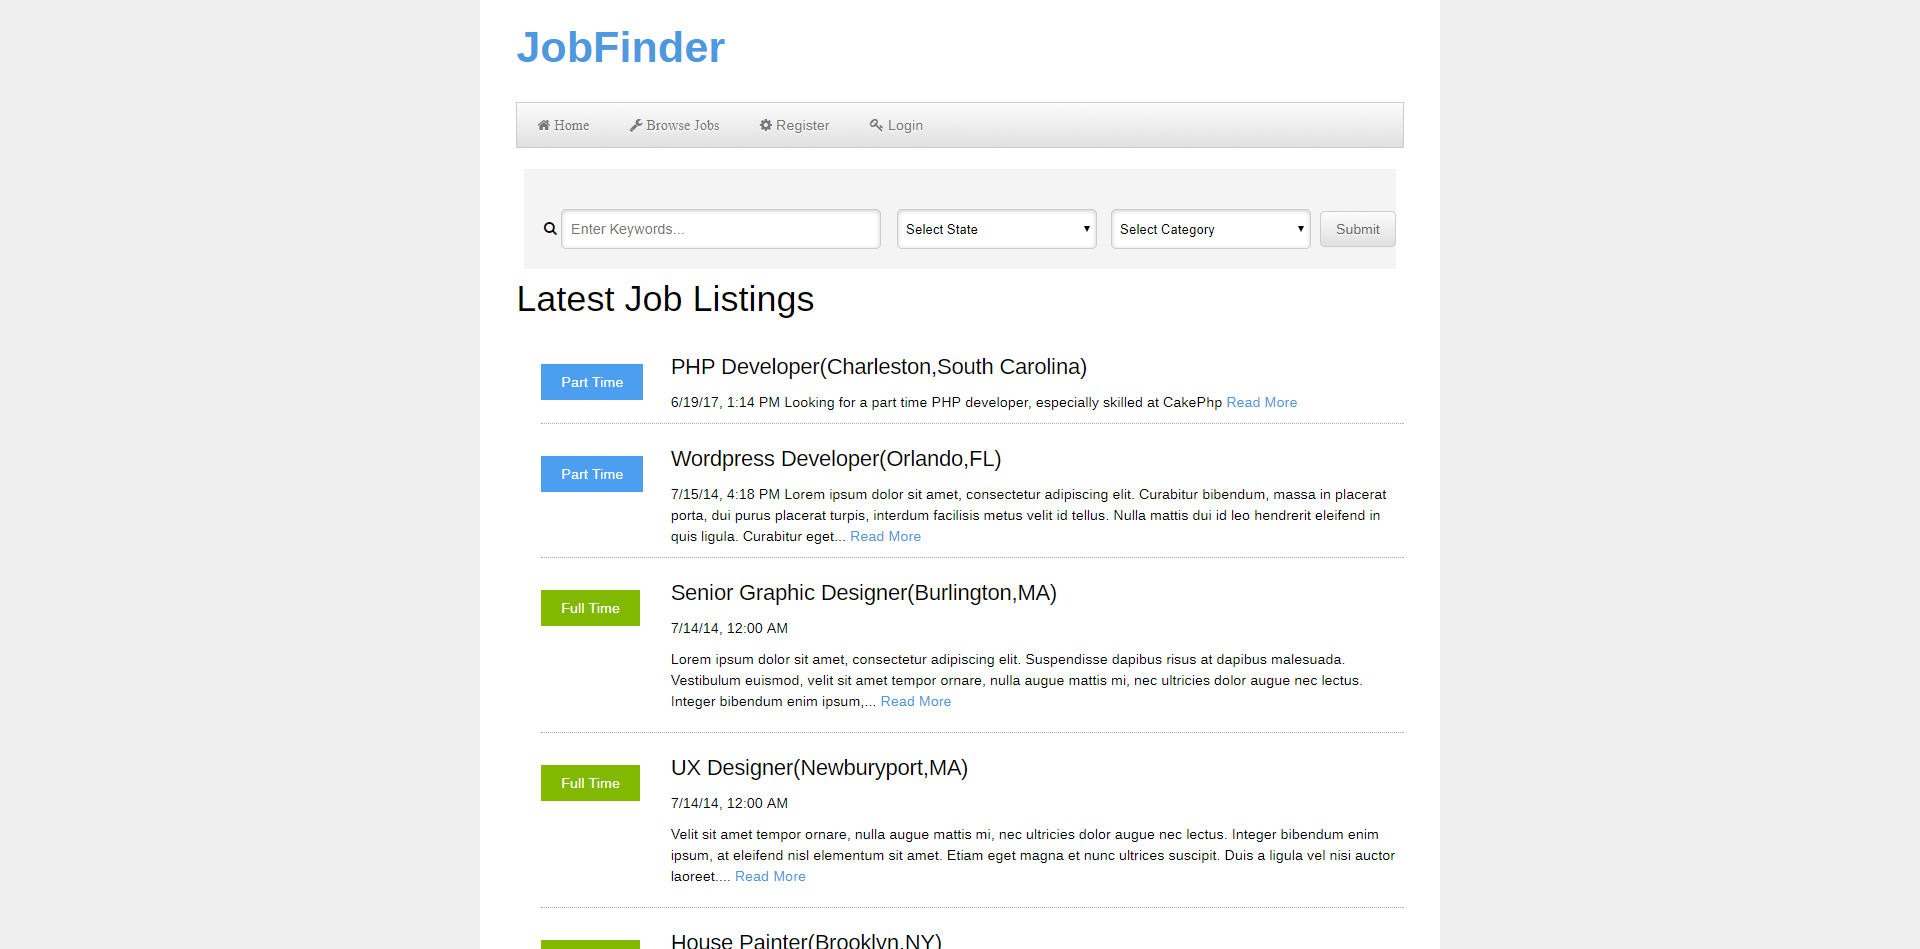 JobFinder
Home Browse Jobs Register Login
Enter Keywords... Select State Select Category Submit
Latest Job Listings
Part Time
PHP Developer(Charleston,South Carolina)
6/19/17, 1:14 PM Looking for a part time PHP developer, especially skilled at CakePhp Read More
Part Time
Wordpress Developer(Orlando,FL)
7/15/14, 4:18 PM Lorem ipsum dolor sit amet, consectetur adipiscing elit. Curabitur bibendum, massa in placerat
porta, dui purus placerat turpis, interdum facilisis metus velit id tellus. Nulla mattis dui id leo hendrerit eleifend in
quis ligula. Curabitur eget... Read More
Full Time
Senior Graphic Designer(Burlington,MA)
7/14/14, 12:00 AM
Lorem ipsum dolor sit amet, consectetur adipiscing elit. Suspendisse dapibus risus at dapibus malesuada.
Vestibulum euismod, velit sit amet tempor ornare, nulla augue mattis mi, nec ultricies dolor augue nec lectus.
Integer bibendum enim ipsum,... Read More
Full Time
UX Designer(Newburyport,MA)
7/14/14, 12:00 AM
Velit sit amet tempor ornare, nulla augue mattis mi, nec ultricies dolor augue nec lectus. Integer bibendum enim
ipsum, at eleifend nisl elementum sit amet. Etiam eget magna et nunc ultrices suscipit. Duis a ligula vel nisi auctor
laoreet.... Read More
House Painter(Brooklyn,NY)